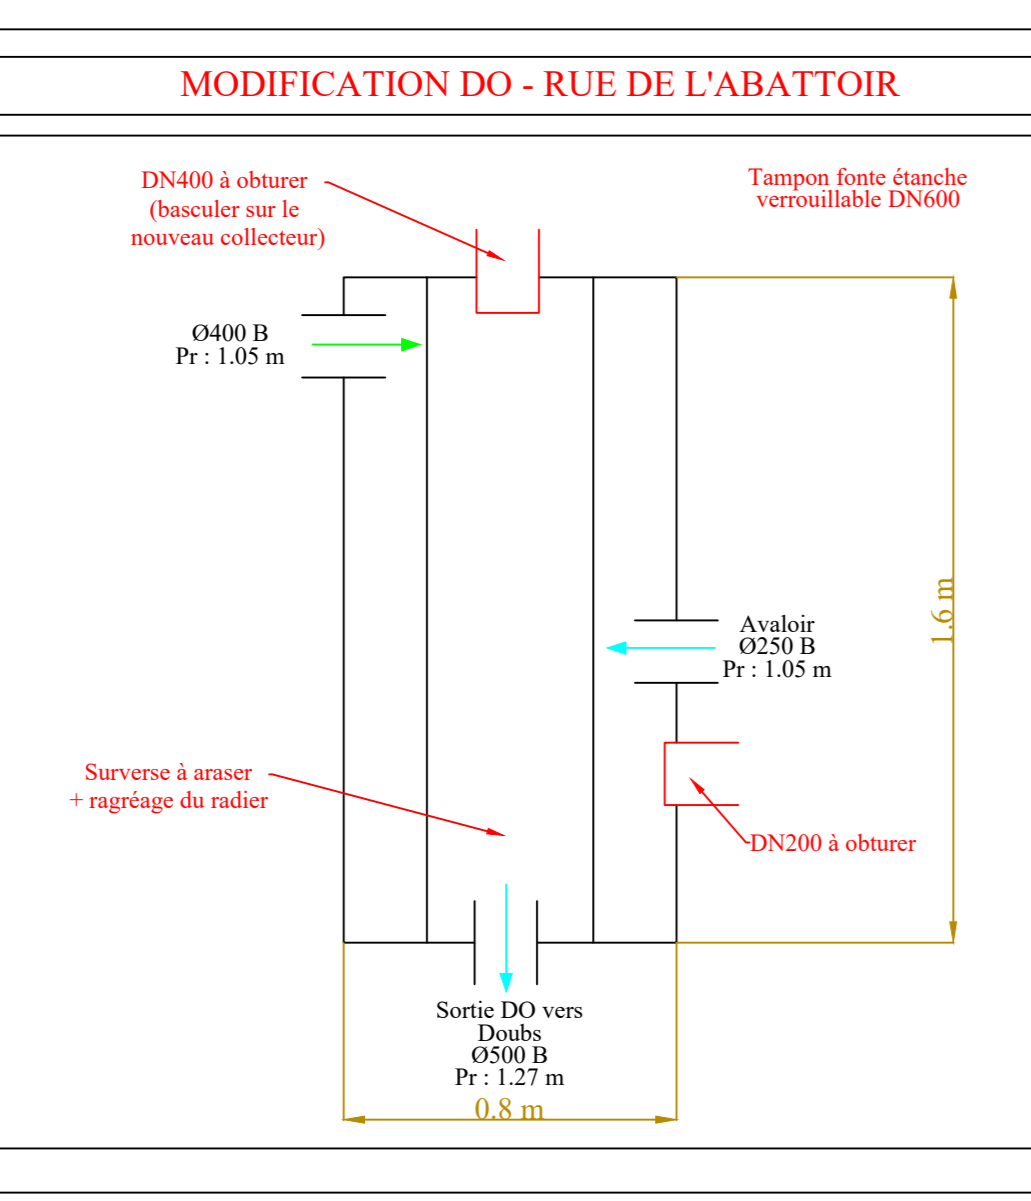 MODIFICATION DO - RUE DE L'ABATTOIR
DN400 à obturer
(basculer sur le
nouveau collecteur)
Tampon fonte étanche
verrouillable DN600
Ø400 B
Pr : 1.05 m
1.6 m
Avaloir
Ø250 B
Pr : 1.05 m
Surverse à araser
+ ragréage du radier
DN200 à obturer
Sortie DO vers
Doubs
Ø500 B
Pr : 1.27 m
0.8 m